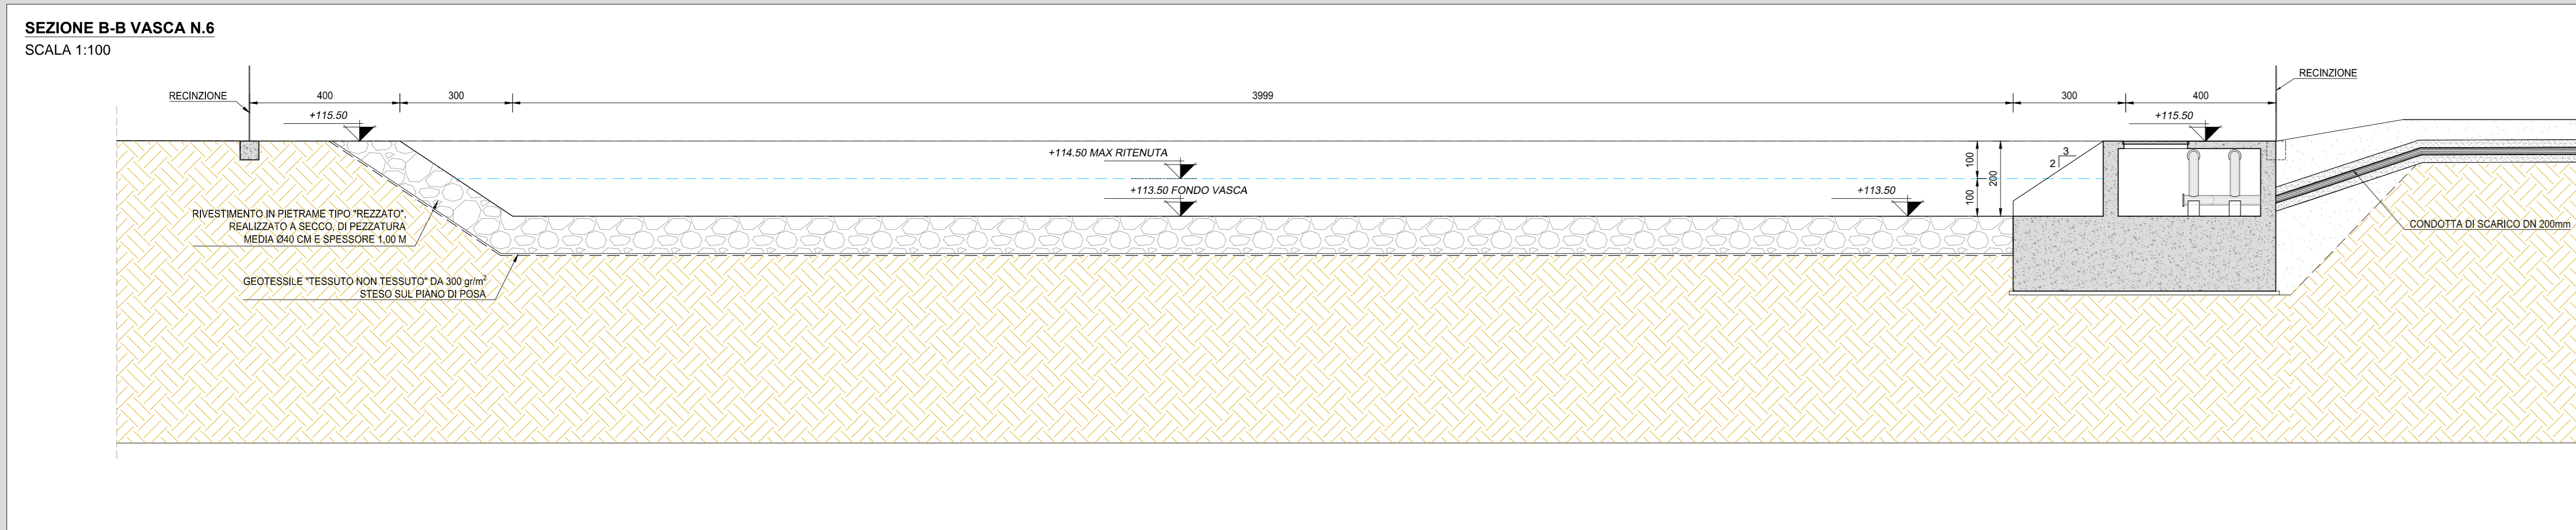 SEZIONE B-B VASCA N.6
SCALA 1:100
RECINZIONE
RECINZIONE
400
300
3999
300
400
+115.50
+115.50
+114.50 MAX RITENUTA
+113.50 FONDO VASCA
+113.50
100
100
200
3
2
RIVESTIMENTO IN PIETRAME TIPO "REZZATO",
REALIZZATO A SECCO, DI PEZZATURA
MEDIA Ø40 CM E SPESSORE 1,00 M
GEOTESSILE "TESSUTO NON TESSUTO" DA 300 gr/m²
STESO SUL PIANO DI POSA
CONDOTTA DI SCARICO DN 200mm